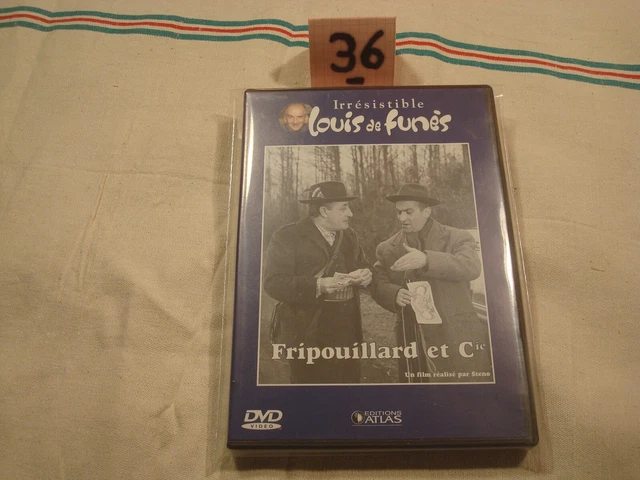 36
Irrésistible
louis de funès
Fripouillard et Cie
Un film réalisé par Steno
DVD
VIDEO
EDITIONS
ATLAS